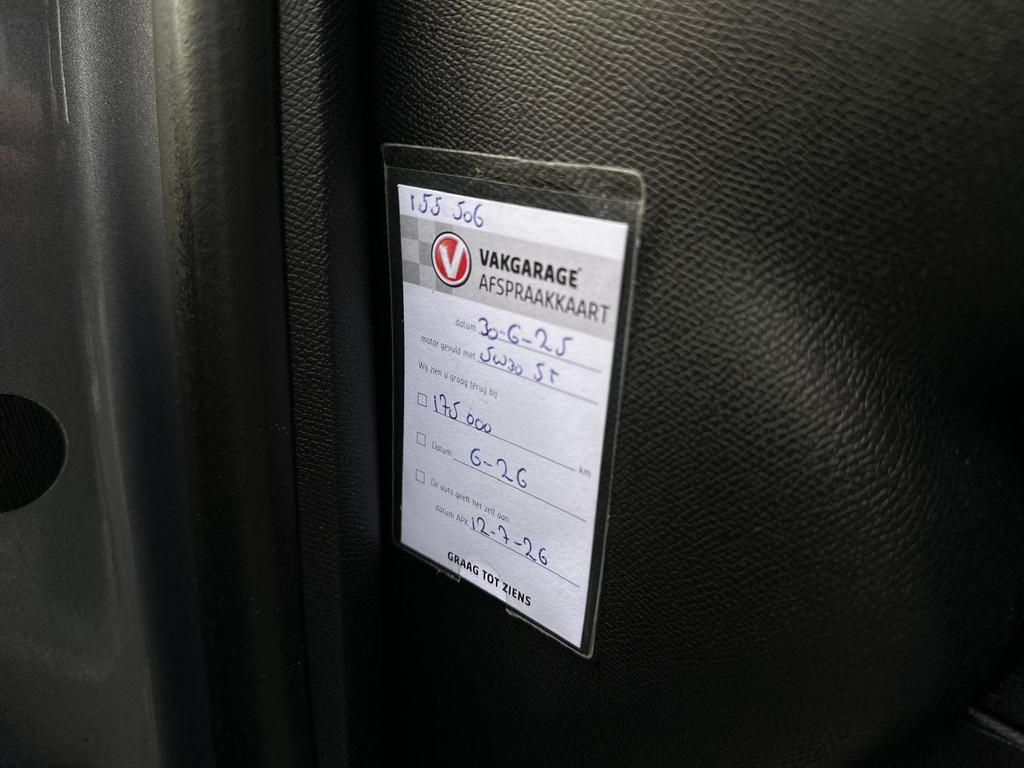 155 506
V VAKGARAGE
AFSPRAAKKAART
datum 30-6-25
motor gevuld met 5W30 5T
Wij zien u graag terug bij
175 000 km
Datum 6-26
De auto geeft het zelf aan
datum APK 12-7-26
GRAAG TOT ZIENS